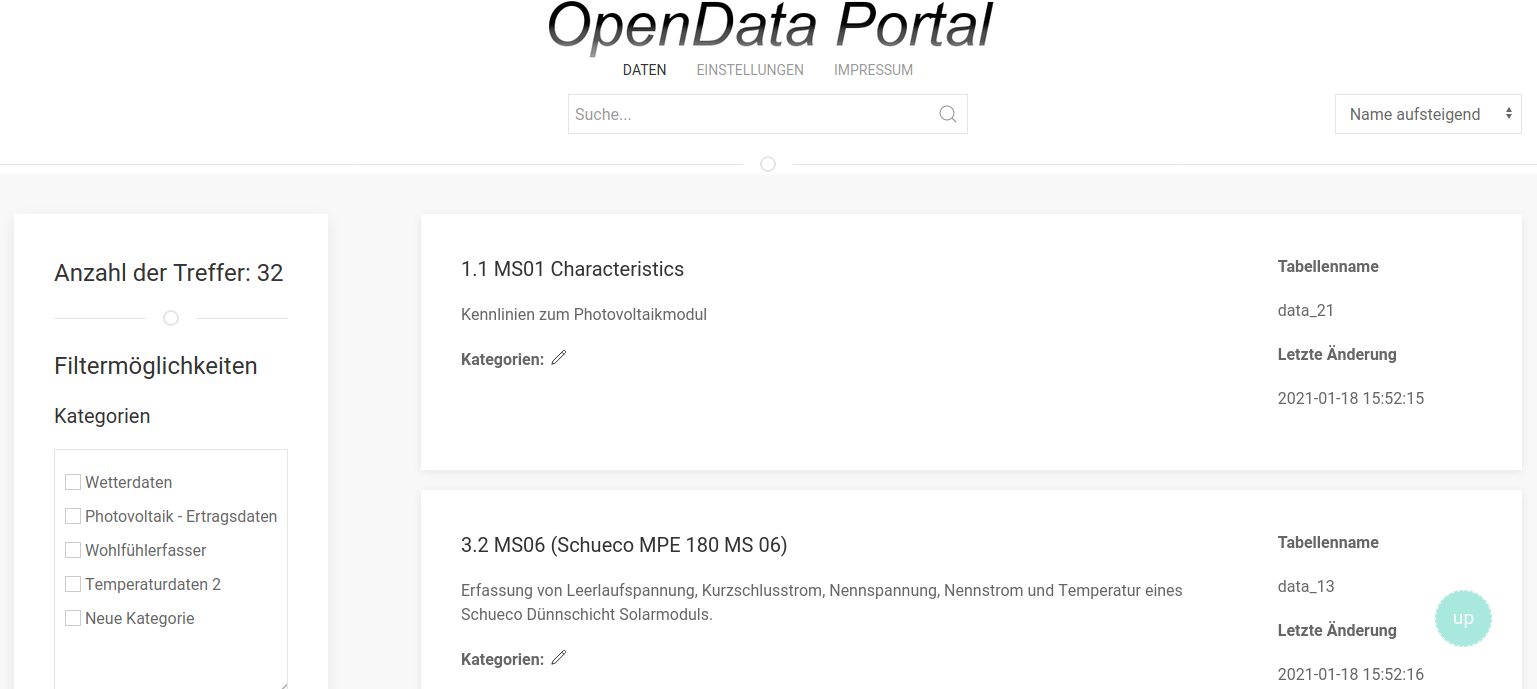 OpenData Portal
DATEN EINSTELLUNGEN IMPRESSUM
Suche...
Name aufsteigend
Anzahl der Treffer: 32
Filtermöglichkeiten
Kategorien
Wetterdaten
Photovoltaik - Ertragsdaten
Wohlfühlerfasser
Temperaturdaten 2
Neue Kategorie
1.1 MS01 Characteristics
Kennlinien zum Photovoltaikmodul
Kategorien:
Tabellenname
data_21
Letzte Änderung
2021-01-18 15:52:15
3.2 MS06 (Schueco MPE 180 MS 06)
Erfassung von Leerlaufspannung, Kurzschlusstrom, Nennspannung, Nennstrom und Temperatur eines
Schueco Dünnschicht Solarmoduls.
Kategorien:
Tabellenname
data_13
Letzte Änderung
2021-01-18 15:52:16
up